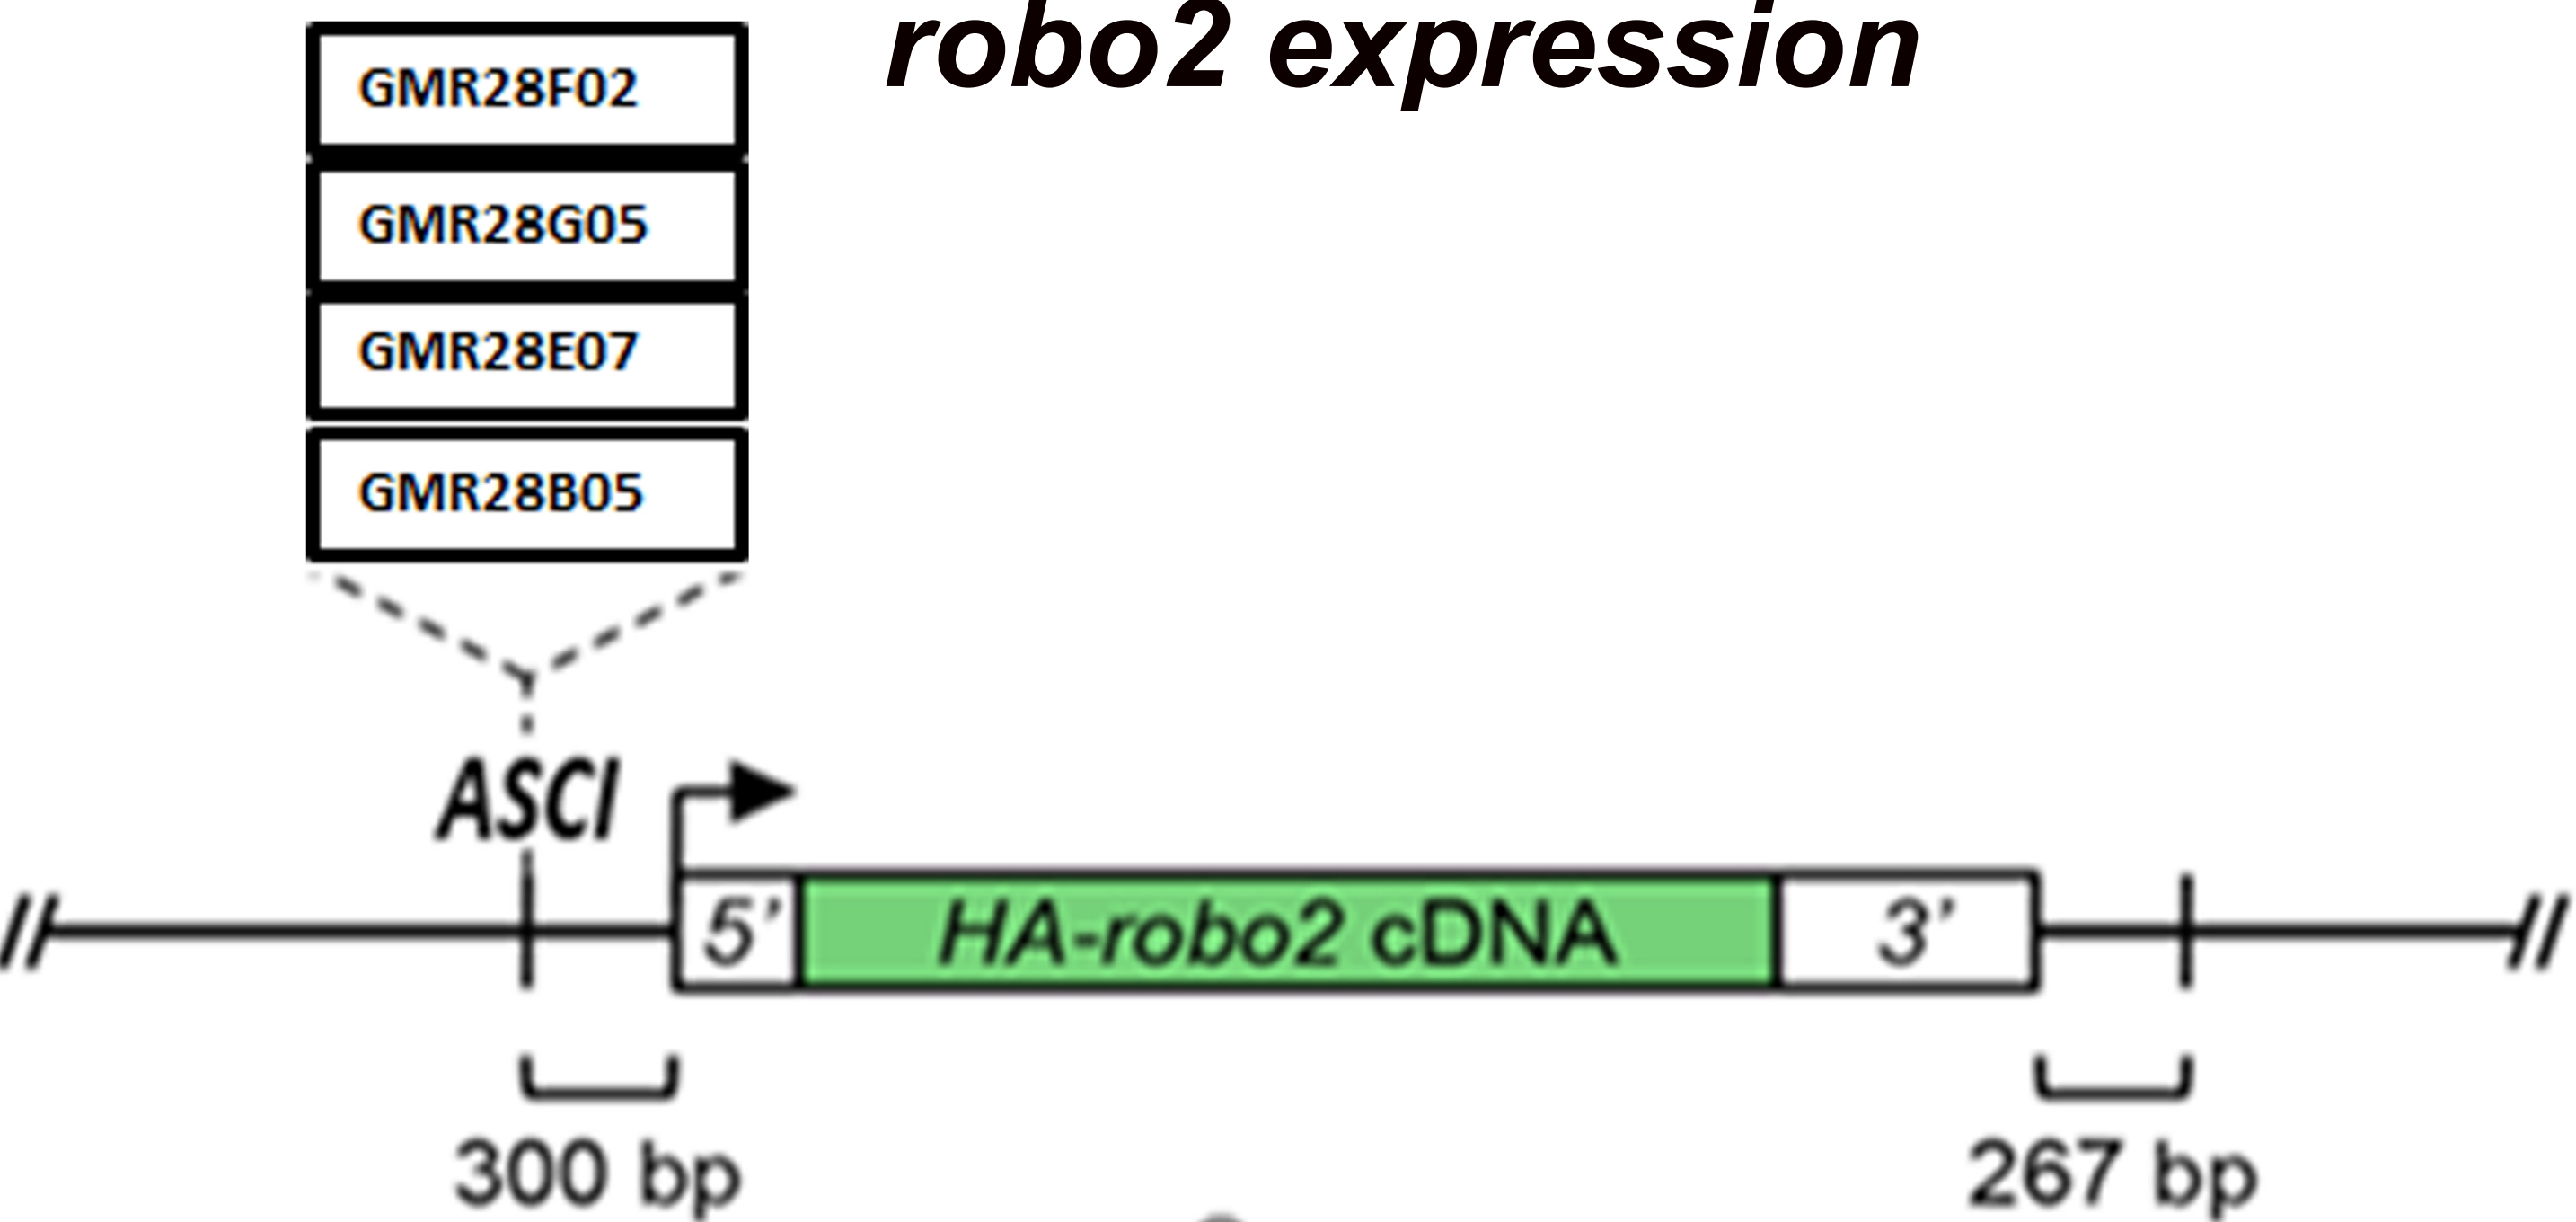 robo2 expression
GMR28F02
GMR28G05
GMR28E07
GMR28B05
ASCI
5’ HA-robo2 cDNA 3’
300 bp 267 bp